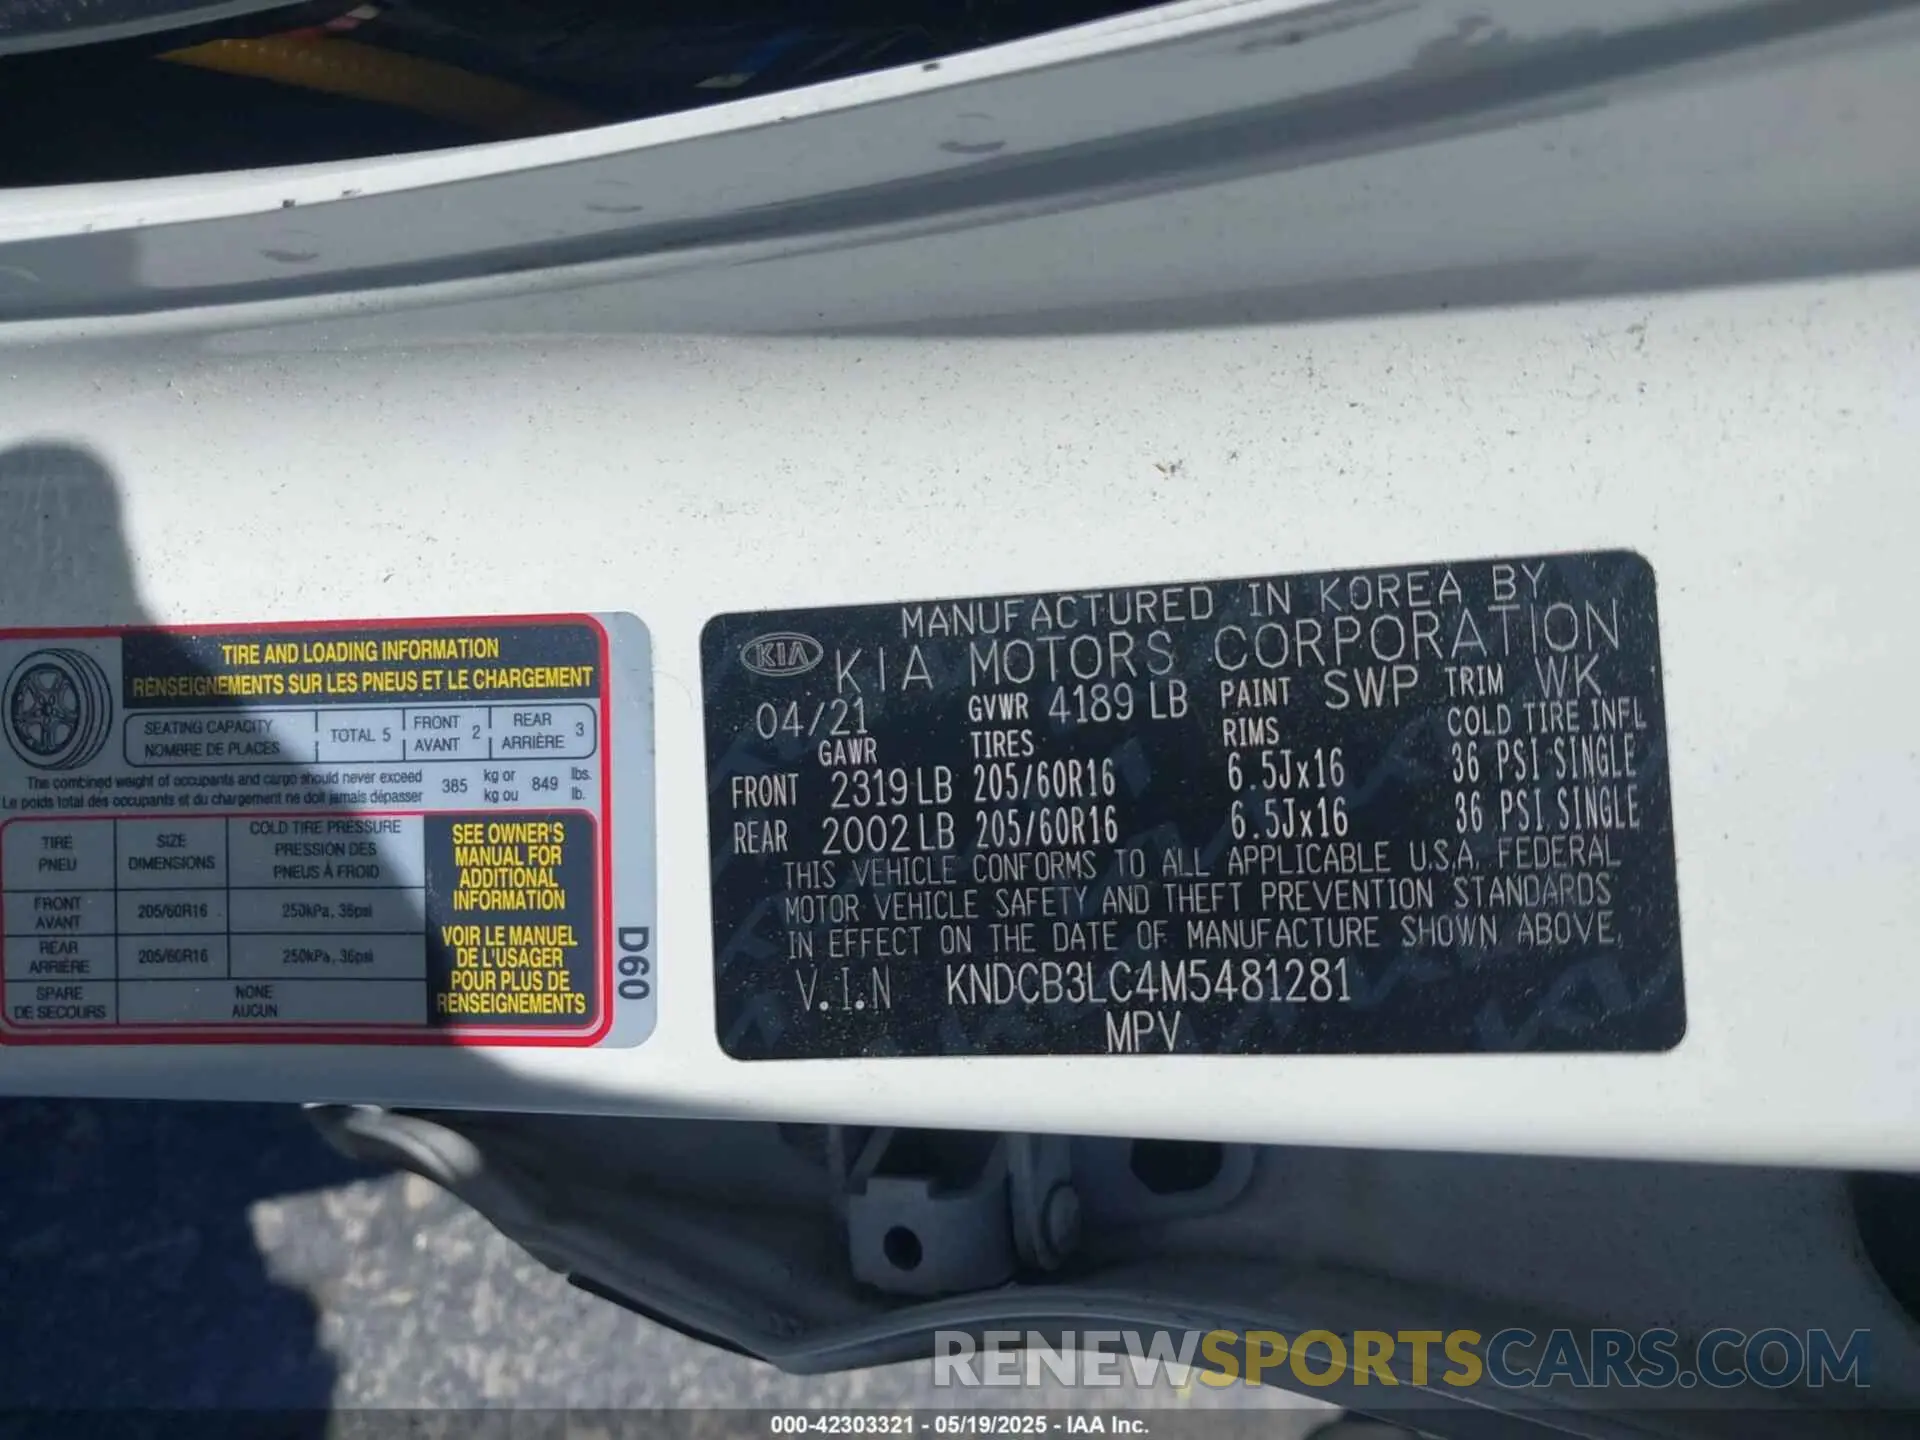 TIRE AND LOADING INFORMATION
RENSEIGNEMENTS SUR LES PNEUS ET LE CHARGEMENT
SEATING CAPACITY
NOMBRE DE PLACES
TOTAL 5
FRONT
AVANT
2
REAR
ARRIÈRE
3
The combined weight of occupants and cargo should never exceed
Le poids total des occupants et du chargement ne doit jamais dépasser
385
kg or
kg ou
849
lbs.
lb.
TIRE
PNEU
SIZE
DIMENSIONS
COLD TIRE PRESSURE
PRESSION DES
PNEUS À FROID
FRONT
AVANT
205/60R16
250kPa, 36psi
REAR
ARRIÈRE
205/60R16
250kPa, 36psi
SPARE
DE SECOURS
NONE
AUCUN
SEE OWNER'S
MANUAL FOR
ADDITIONAL
INFORMATION
VOIR LE MANUEL
DE L'USAGER
POUR PLUS DE
RENSEIGNEMENTS
D60
MANUFACTURED IN KOREA BY
KIA KIA MOTORS CORPORATION
04/21 GVWR 4189 LB PAINT SWP TRIM WK
GAWR TIRES RIMS COLD TIRE INFL
FRONT 2319 LB 205/60R16 6.5Jx16 36 PSI SINGLE
REAR 2002 LB 205/60R16 6.5Jx16 36 PSI, SINGLE
THIS VEHICLE CONFORMS TO ALL APPLICABLE U.S.A. FEDERAL
MOTOR VEHICLE SAFETY AND THEFT PREVENTION STANDARDS
IN EFFECT ON THE DATE OF MANUFACTURE SHOWN ABOVE.
V.I.N KNDCB3LC4M5481281
MPV
RENEWSPORTSCARS.COM
000-42303321 - 05/19/2025 - IAA Inc.